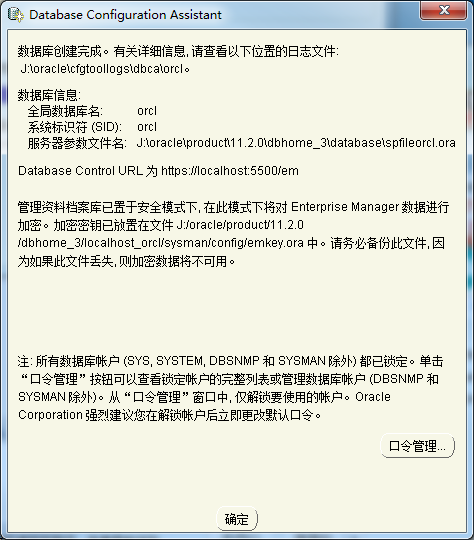 Database Configuration Assistant
数据库创建完成。有关详细信息, 请查看以下位置的日志文件:
J:\oracle\cfgtoollogs\dbca\orcl。
数据库信息:
全局数据库名: orcl
系统标识符 (SID): orcl
服务器参数文件名: J:\oracle\product\11.2.0\dbhome_3\database\spfileorcl.ora
Database Control URL 为 https://localhost:5500/em
管理资料档案库已置于安全模式下, 在此模式下将对 Enterprise Manager 数据进行
加密。加密密钥已放置在文件 J:/oracle/product/11.2.0
/dbhome_3/localhost_orcl/sysman/config/emkey.ora 中。请务必备份此文件, 因
为如果此文件丢失, 则加密数据将不可用。
注: 所有数据库帐户 (SYS, SYSTEM, DBSNMP 和 SYSMAN 除外) 都已锁定。单击
“口令管理”按钮可以查看锁定帐户的完整列表或管理数据库帐户 (DBSNMP 和
SYSMAN 除外)。从“口令管理”窗口中, 仅解锁要使用的帐户。Oracle
Corporation 强烈建议您在解锁帐户后立即更改默认口令。
口令管理...
确定